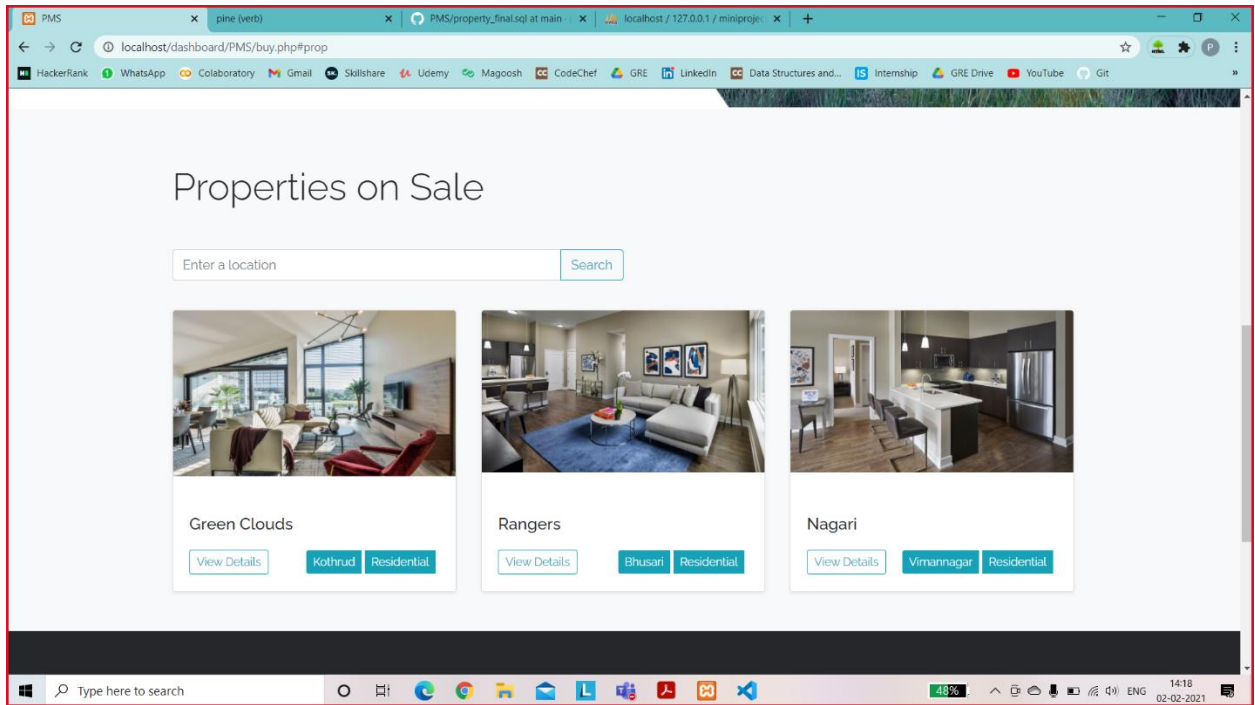 PMS
pine (verb)
PMS/property_final.sql at main ·
localhost / 127.0.0.1 / miniprojec
localhost/dashboard/PMS/buy.php#prop
P
HackerRank WhatsApp Colaboratory Gmail Skillshare Udemy Magoosh CodeChef GRE LinkedIn Data Structures and... Internship GRE Drive YouTube Git »
Properties on Sale
Enter a location
Search
Green Clouds
View Details Kothrud Residential
Rangers
View Details Bhusari Residential
Nagari
View Details Vimannagar Residential
Type here to search
48%
ENG
14:18
02-02-2021